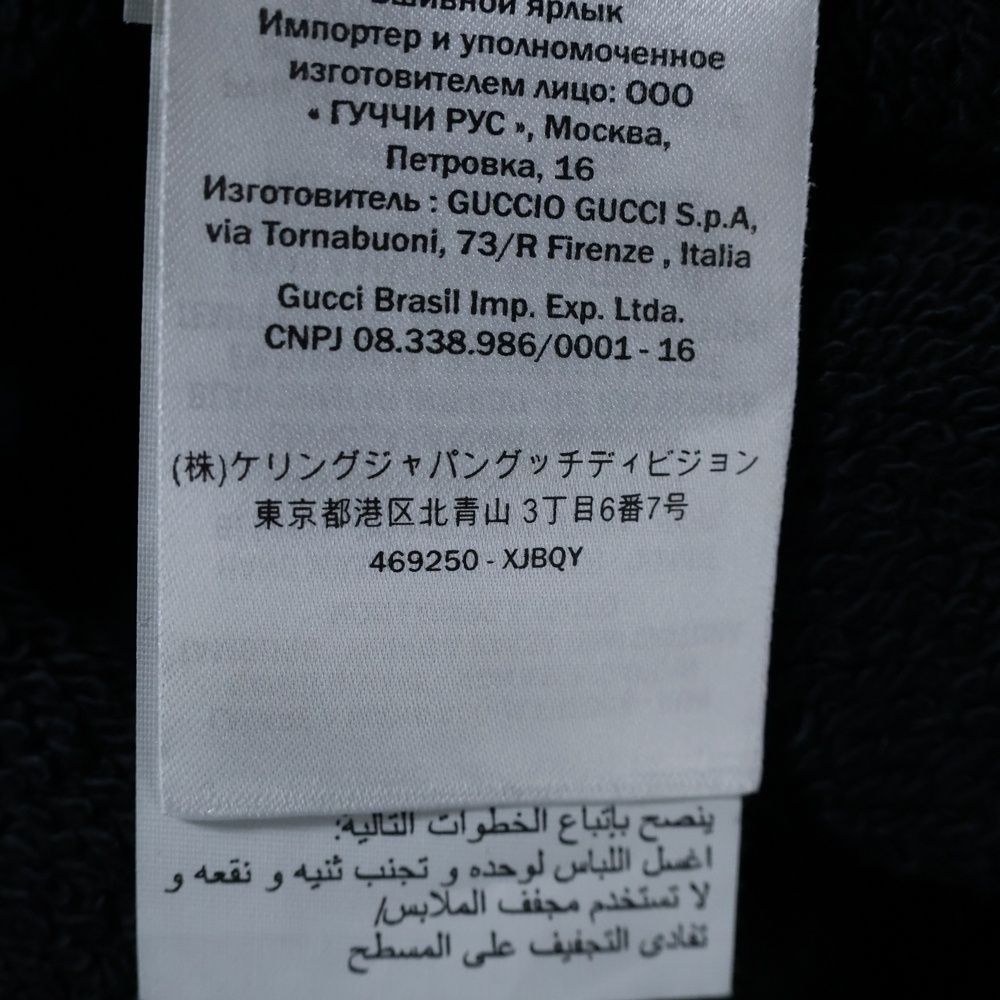 вшивной ярлык
Импортер и уполномоченное
изготовителем лицо: ООО
« ГУЧЧИ РУС », Москва,
Петровка, 16
Изготовитель : GUCCIO GUCCI S.p.A,
via Tornabuoni, 73/R Firenze , Italia
Gucci Brasil Imp. Exp. Ltda.
CNPJ 08.338.986/0001 - 16
(株)ケリングジャパングッチディビジョン
東京都港区北青山 3丁目6番7号
469250 - XJBQY
ينصح بإتباع الخطوات التالية:
اغسل اللباس لوحده و تجنب ثنيه و نقعه و
لا تستخدم مجفف الملابس/
تفادى التجفيف على المسطح